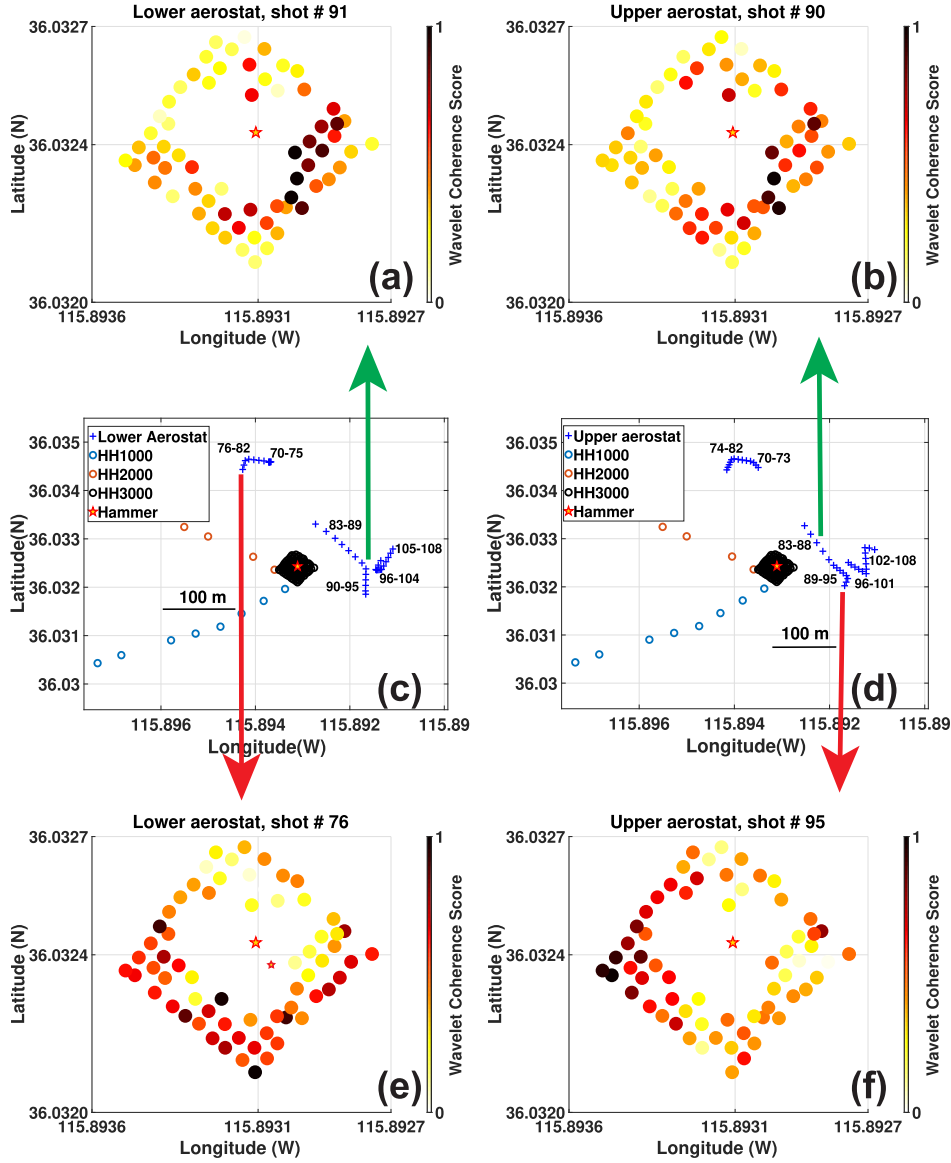 Lower aerostat, shot # 91
36.0327
36.0324
36.0320
Latitude (N)
115.8936
115.8931
115.8927
Longitude (W)
1
0
Wavelet Coherence Score
(a)
Upper aerostat, shot # 90
36.0327
36.0324
36.0320
Latitude (N)
115.8936
115.8931
115.8927
Longitude (W)
1
0
Wavelet Coherence Score
(b)
36.035
36.034
36.033
36.032
36.031
36.03
Latitude(N)
Lower Aerostat
HH1000
HH2000
HH3000
Hammer
76-82
70-75
83-89
105-108
90-95
96-104
100 m
(c)
115.896
115.894
115.892
115.89
Longitude(W)
36.035
36.034
36.033
36.032
36.031
36.03
Latitude(N)
Upper aerostat
HH1000
HH2000
HH3000
Hammer
74-82
70-73
83-88
102-108
89-95
96-101
100 m
(d)
115.896
115.894
115.892
115.89
Longitude(W)
Lower aerostat, shot # 76
36.0327
36.0324
36.0320
Latitude (N)
115.8936
115.8931
115.8927
Longitude (W)
1
0
Wavelet Coherence Score
(e)
Upper aerostat, shot # 95
36.0327
36.0324
36.0320
Latitude (N)
115.8936
115.8931
115.8927
Longitude (W)
1
0
Wavelet Coherence Score
(f)